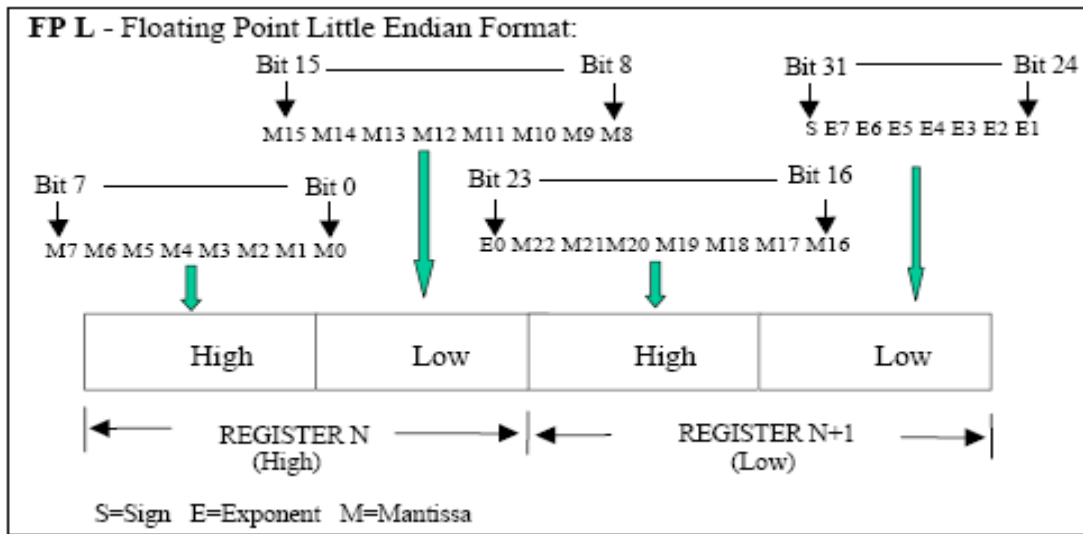 FP L - Floating Point Little Endian Format:
Bit 15 Bit 8 Bit 31 Bit 24
S E7 E6 E5 E4 E3 E2 E1
M15 M14 M13 M12 M11 M10 M9 M8
Bit 7 Bit 0 Bit 23 Bit 16
M7 M6 M5 M4 M3 M2 M1 M0 E0 M22 M21M20 M19 M18 M17 M16
High Low High Low
REGISTER N REGISTER N+1
(High) (Low)
S=Sign E=Exponent M=Mantissa